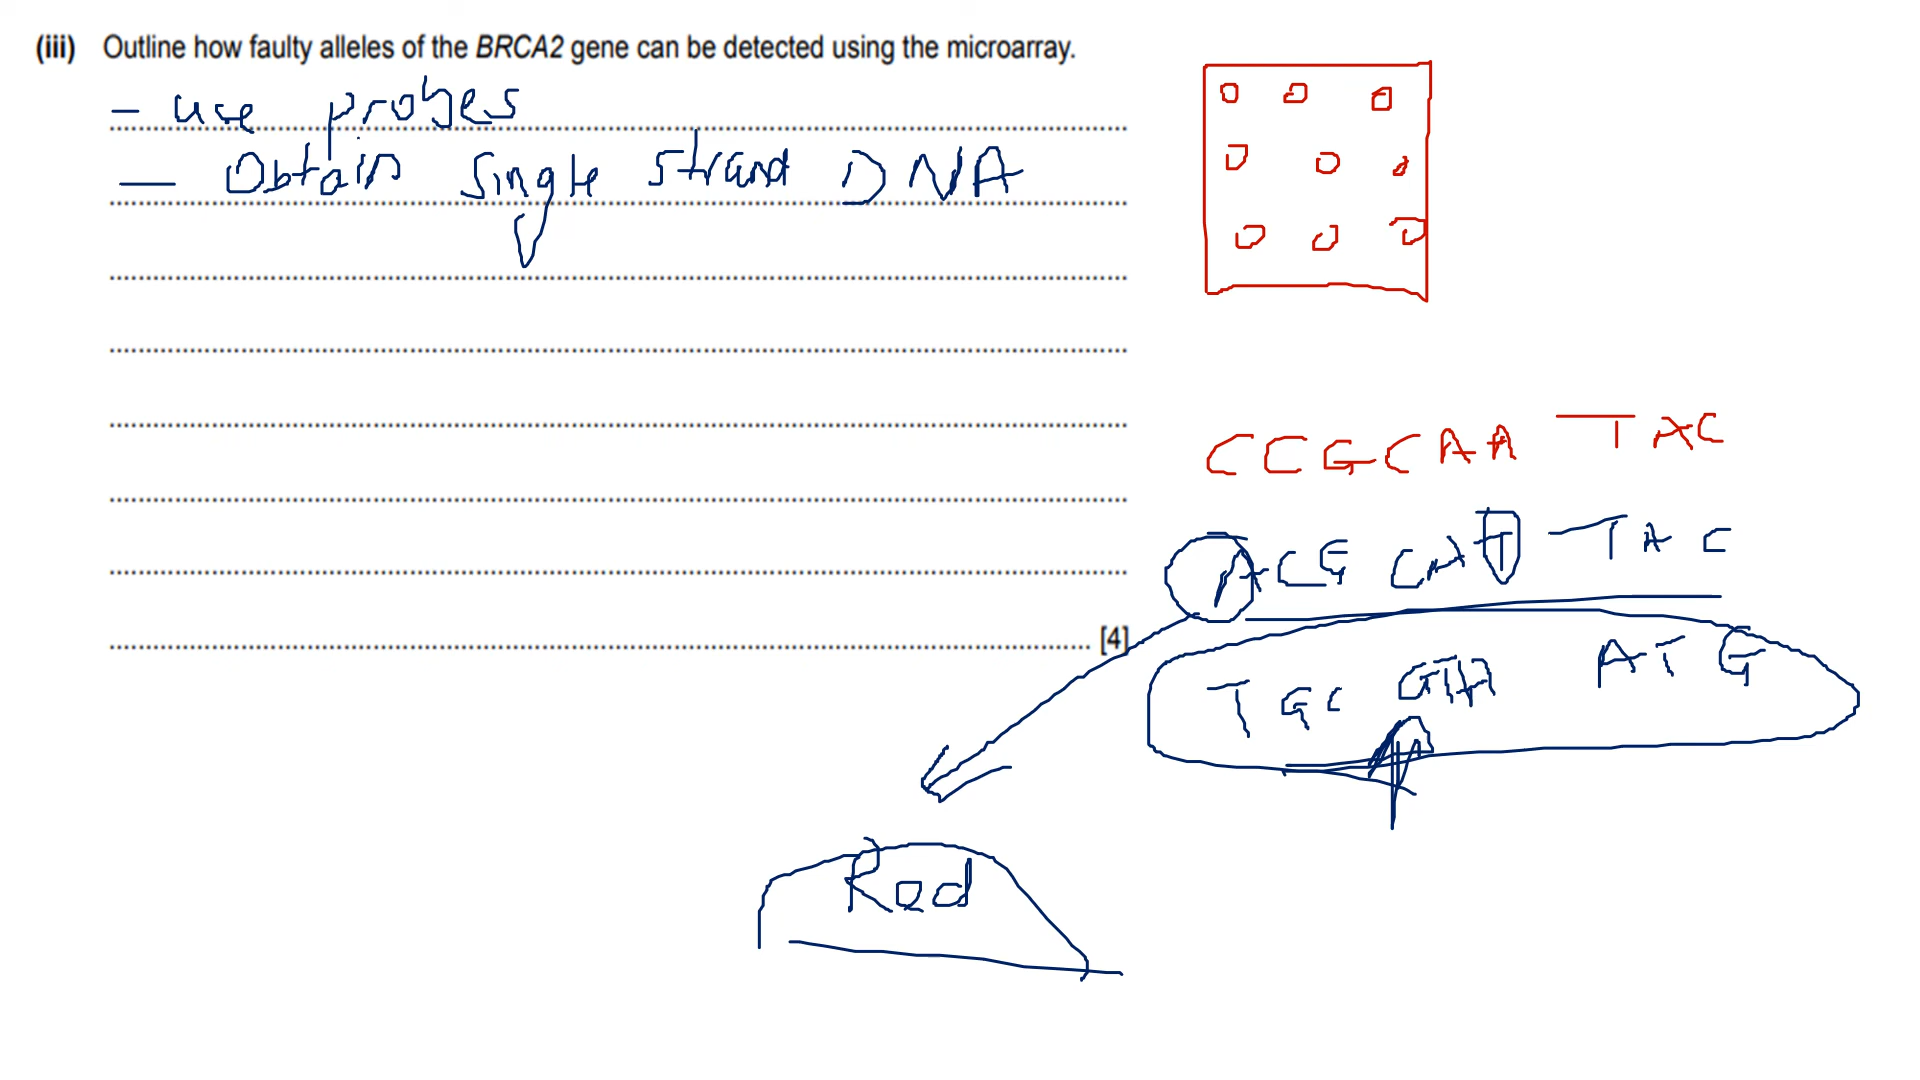 (iii) Outline how faulty alleles of the BRCA2 gene can be detected using the microarray.
- use probes
- Obtain single strand DNA
[4]
CCGCAA TAC
ACG CAT TAC
TGC GTA ATG
Red